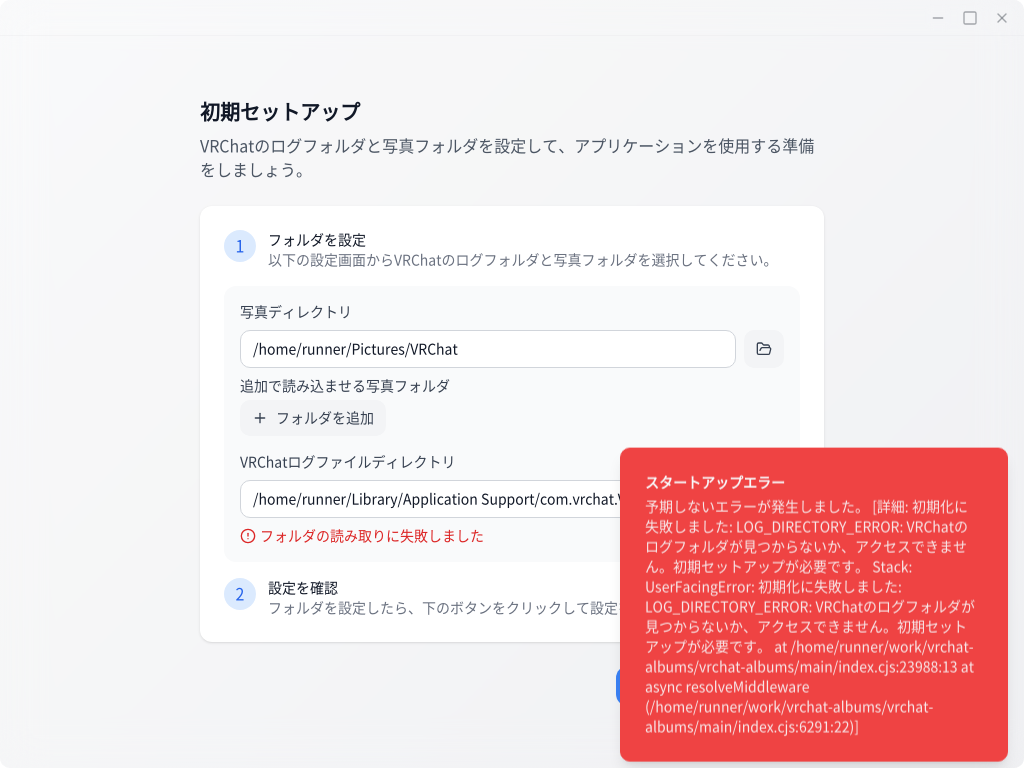 初期セットアップ
VRChatのログフォルダと写真フォルダを設定して、アプリケーションを使用する準備
をしましょう。
1
フォルダを設定
以下の設定画面からVRChatのログフォルダと写真フォルダを選択してください。
写真ディレクトリ
/home/runner/Pictures/VRChat
追加で読み込ませる写真フォルダ
+ フォルダを追加
VRChatログファイルディレクトリ
/home/runner/Library/Application Support/com.vrchat.
フォルダの読み取りに失敗しました
2
設定を確認
フォルダを設定したら、下のボタンをクリックして設定
スタートアップエラー
予期しないエラーが発生しました。 [詳細: 初期化に
失敗しました: LOG_DIRECTORY_ERROR: VRChatの
ログフォルダが見つからないか、アクセスできませ
ん。初期セットアップが必要です。 Stack:
UserFacingError: 初期化に失敗しました:
LOG_DIRECTORY_ERROR: VRChatのログフォルダが
見つからないか、アクセスできません。初期セット
アップが必要です。 at /home/runner/work/vrchat-
albums/vrchat-albums/main/index.cjs:23988:13 at
async resolveMiddleware
(/home/runner/work/vrchat-albums/vrchat-
albums/main/index.cjs:6291:22)]